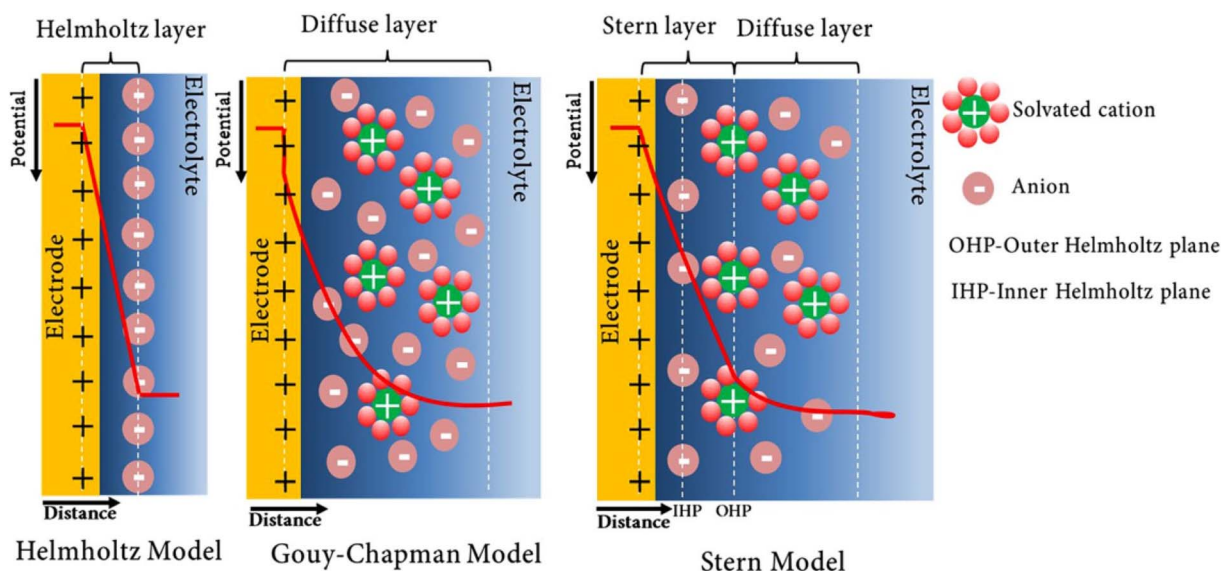 Helmholtz layer
Potential
Electrode
Electrolyte
Distance
Helmholtz Model
Diffuse layer
Potential
Electrode
Electrolyte
Distance
Gouy-Chapman Model
Stern layer
Diffuse layer
Potential
Electrode
Electrolyte
Distance
IHP
OHP
Stern Model
Solvated cation
Anion
OHP-Outer Helmholtz plane
IHP-Inner Helmholtz plane